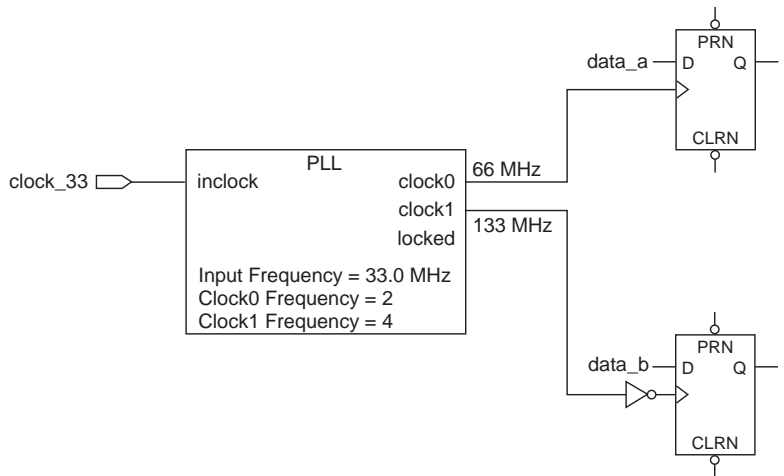 PRN
data_a
D
Q
CLRN
PLL
66 MHz
clock_33
inclock
clock0
clock1
133 MHz
locked
Input Frequency = 33.0 MHz
Clock0 Frequency = 2
Clock1 Frequency = 4
PRN
data_b
D
Q
CLRN